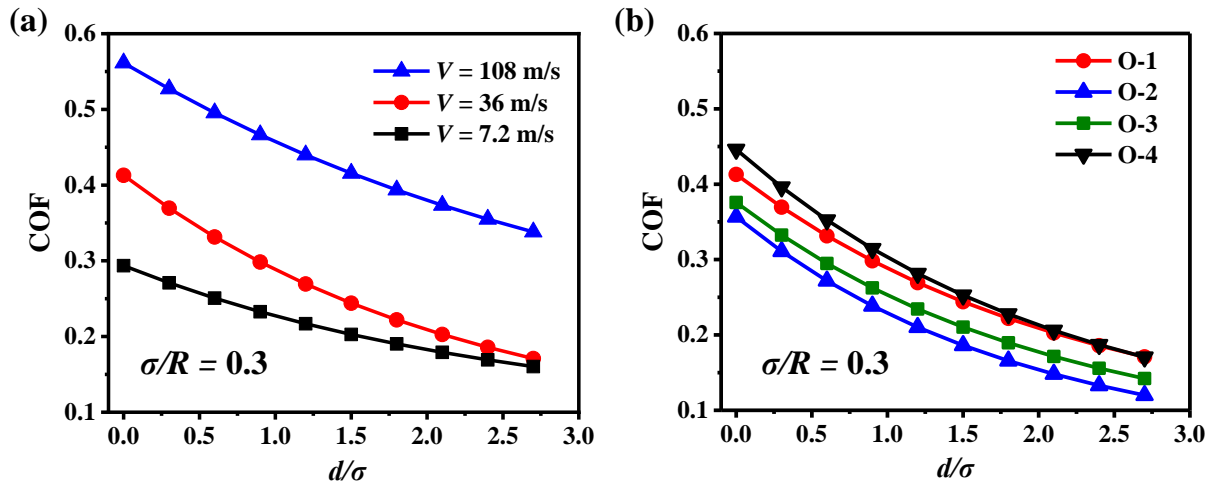 (a)
0.6
0.5
0.4
0.3
0.2
0.1
COF
V = 108 m/s
V = 36 m/s
V = 7.2 m/s
σ/R = 0.3
0.0 0.5 1.0 1.5 2.0 2.5 3.0
d/σ
(b)
0.6
0.5
0.4
0.3
0.2
0.1
COF
O-1
O-2
O-3
O-4
σ/R = 0.3
0.0 0.5 1.0 1.5 2.0 2.5 3.0
d/σ